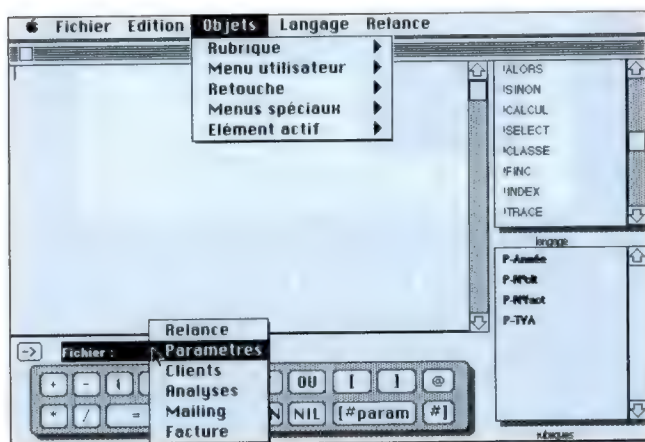 Fichier Edition Objets Langage Relance
Rubrique
Menu utilisateur
Retouche
Menus spéciaux
Elément actif
!ALORS
!SINON
!CALCUL
!SELECT
!CLASSE
!FINC
!INDEX
!TRACE
langage
P-Année
P-N°clt
P-N°fact
P-TVA
rubriques
->
Fichier :
Relance
Parametres
Clients
Analyses
Mailing
Facture
+ - OU [ ] @
* / = NIL [#param #]